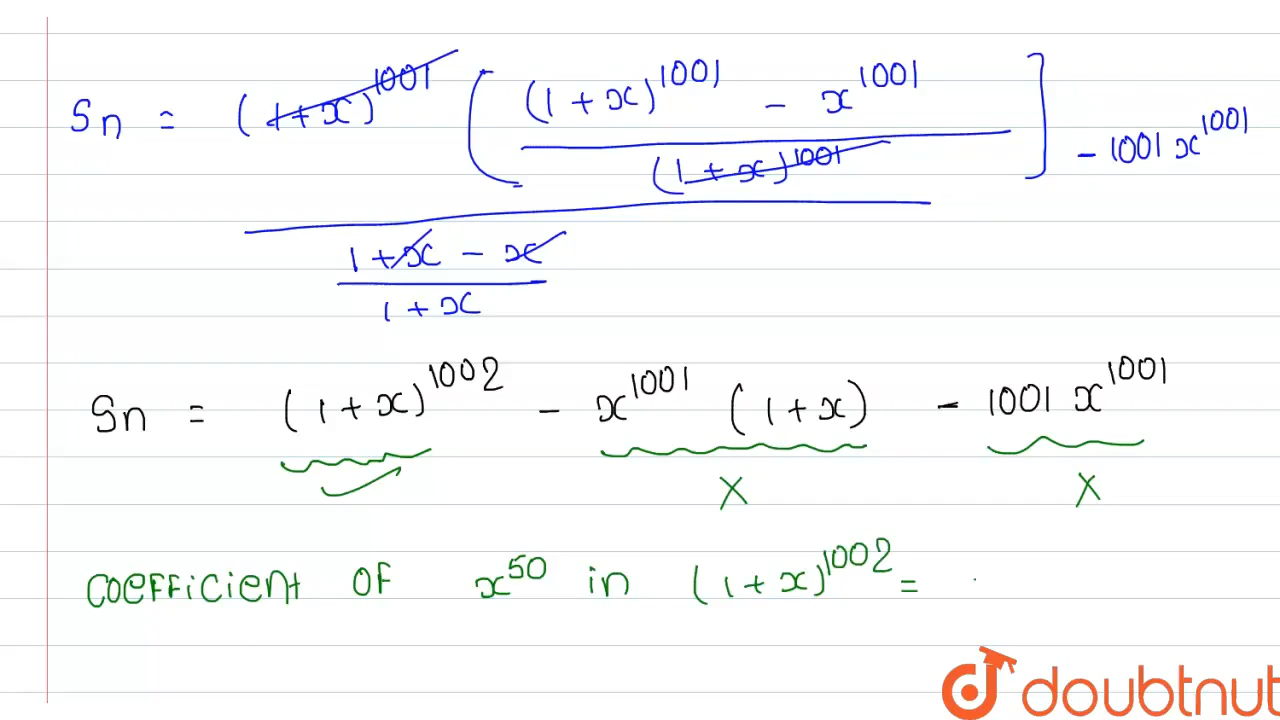 Sn = (1+x)^1001 ( ((1+x)^1001 - x^1001) / (1+x)^1001 ] - 1001 x^1001
1+x - x
1+x
Sn = (1+x)^1002 - x^1001 (1+x) - 1001 x^1001
X X
COEFFiCiENt OF x^50 in (1+x)^1002 =
doubtnut